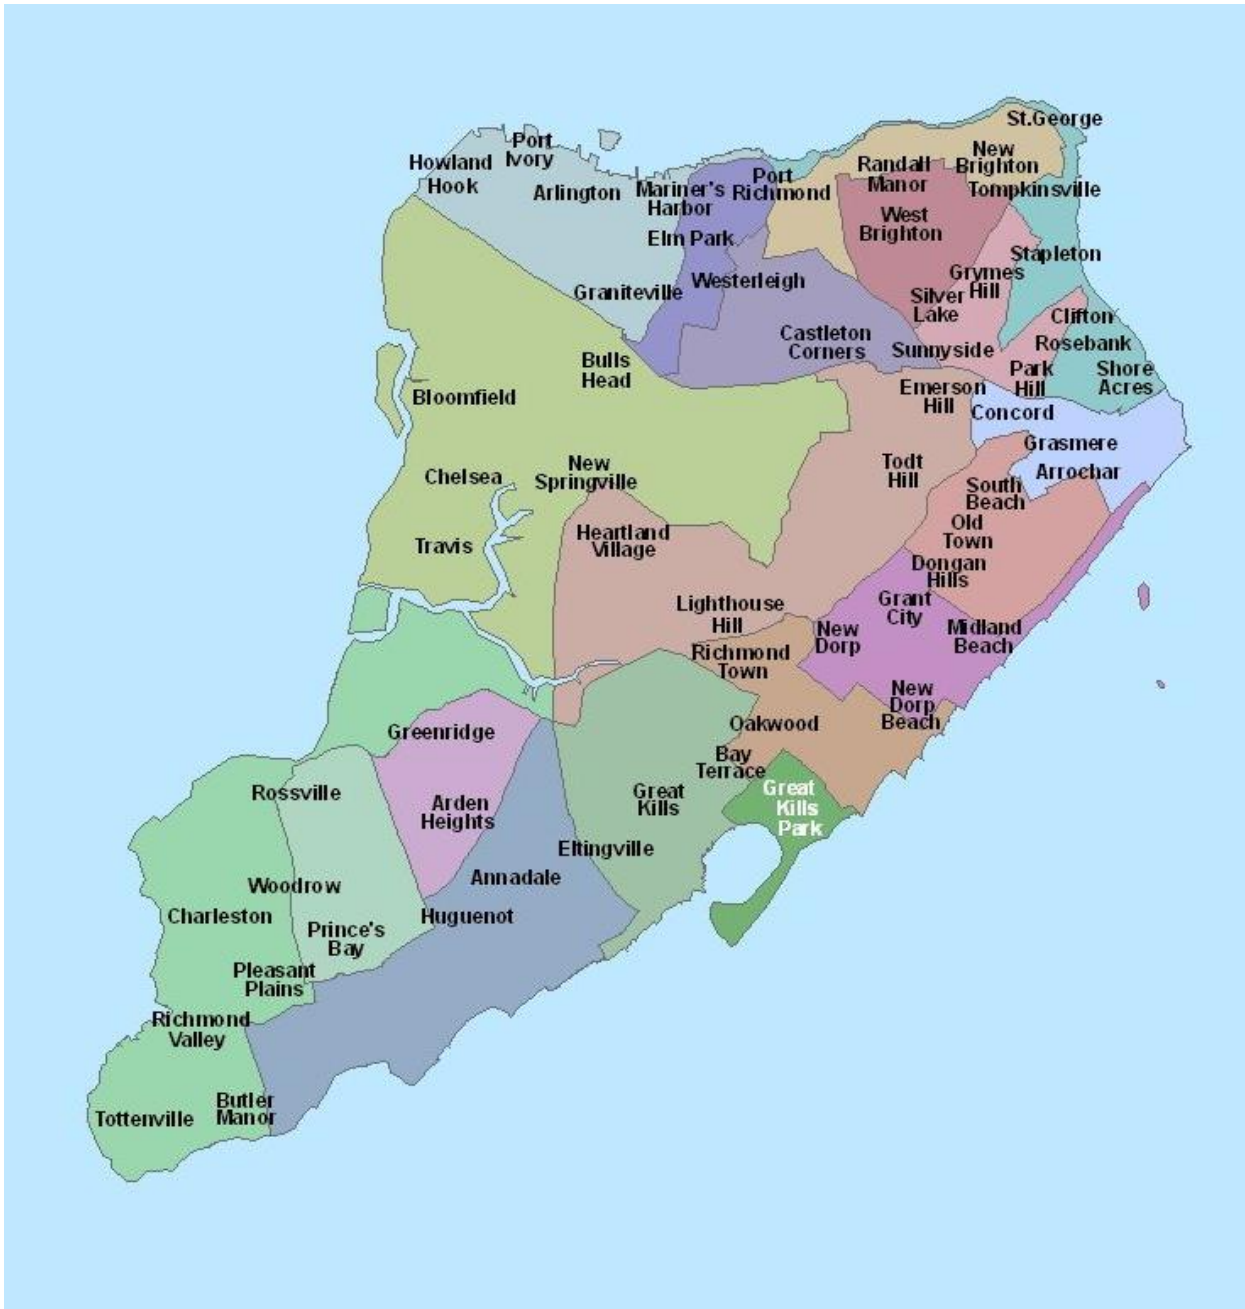 St.George
Port
Ivory
New
Brighton
Howland
Hook
Randall
Manor
Port
Richmond
Arlington
Mariner's
Harbor
Tompkinsville
West
Brighton
Elm Park
Stapleton
Westerleigh
Grymes
Hill
Graniteville
Silver
Lake
Clifton
Castleton
Corners
Sunnyside
Rosebank
Bulls
Head
Park
Hill
Shore
Acres
Bloomfield
Emerson
Hill
Concord
Grasmere
Chelsea
New
Springville
Todt
Hill
Arrochar
South
Beach
Heartland
Village
Old
Town
Travis
Dongan
Hills
Lighthouse
Hill
Grant
City
New
Dorp
Midland
Beach
Richmond
Town
New
Dorp
Beach
Greenridge
Oakwood
Bay
Terrace
Rossville
Arden
Heights
Great
Kills
Great
Kills
Park
Eltingville
Annadale
Woodrow
Charleston
Huguenot
Prince's
Bay
Pleasant
Plains
Richmond
Valley
Butler
Manor
Tottenville